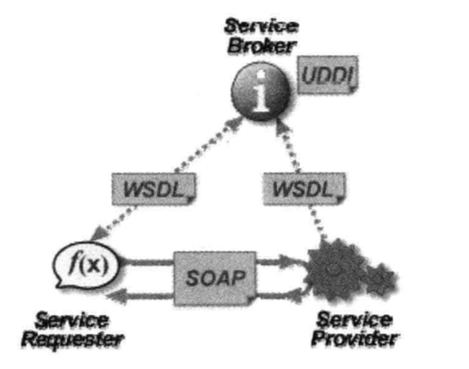 Service
Broker
UDDI
i
WSDL
WSDL
f(x)
SOAP
Service
Requester
Service
Provider